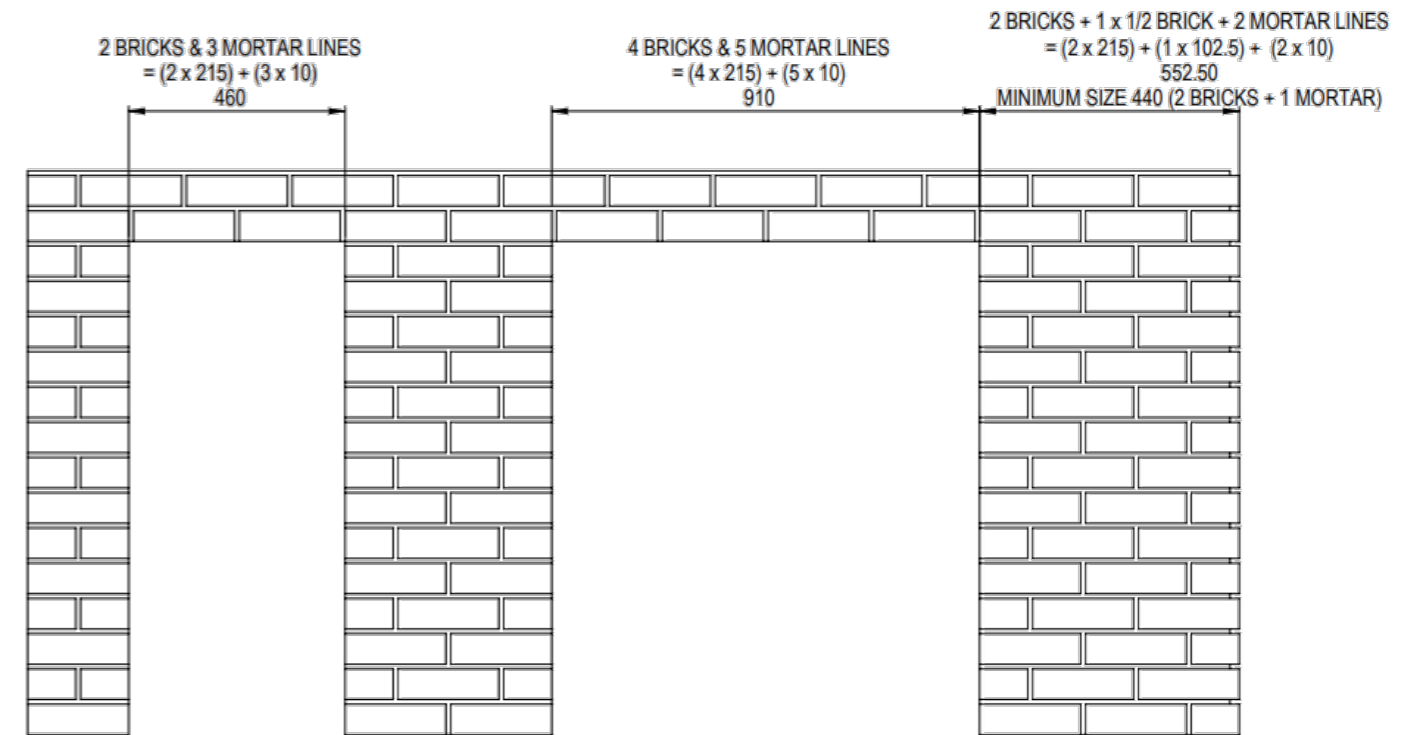 2 BRICKS & 3 MORTAR LINES
= (2 x 215) + (3 x 10)
460
4 BRICKS & 5 MORTAR LINES
= (4 x 215) + (5 x 10)
910
2 BRICKS + 1 x 1/2 BRICK + 2 MORTAR LINES
= (2 x 215) + (1 x 102.5) + (2 x 10)
552.50
MINIMUM SIZE 440 (2 BRICKS + 1 MORTAR)